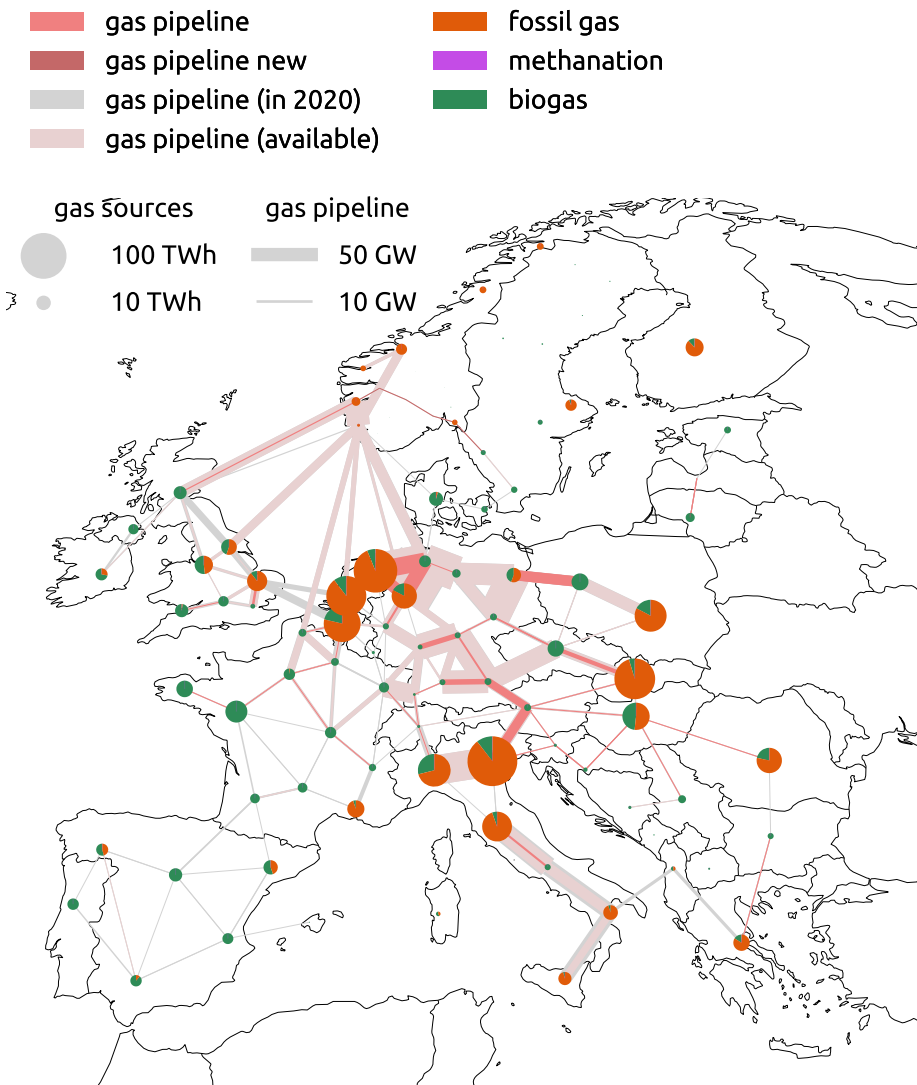 gas pipeline
gas pipeline new
gas pipeline (in 2020)
gas pipeline (available)
fossil gas
methanation
biogas
gas sources
100 TWh
10 TWh
gas pipeline
50 GW
10 GW